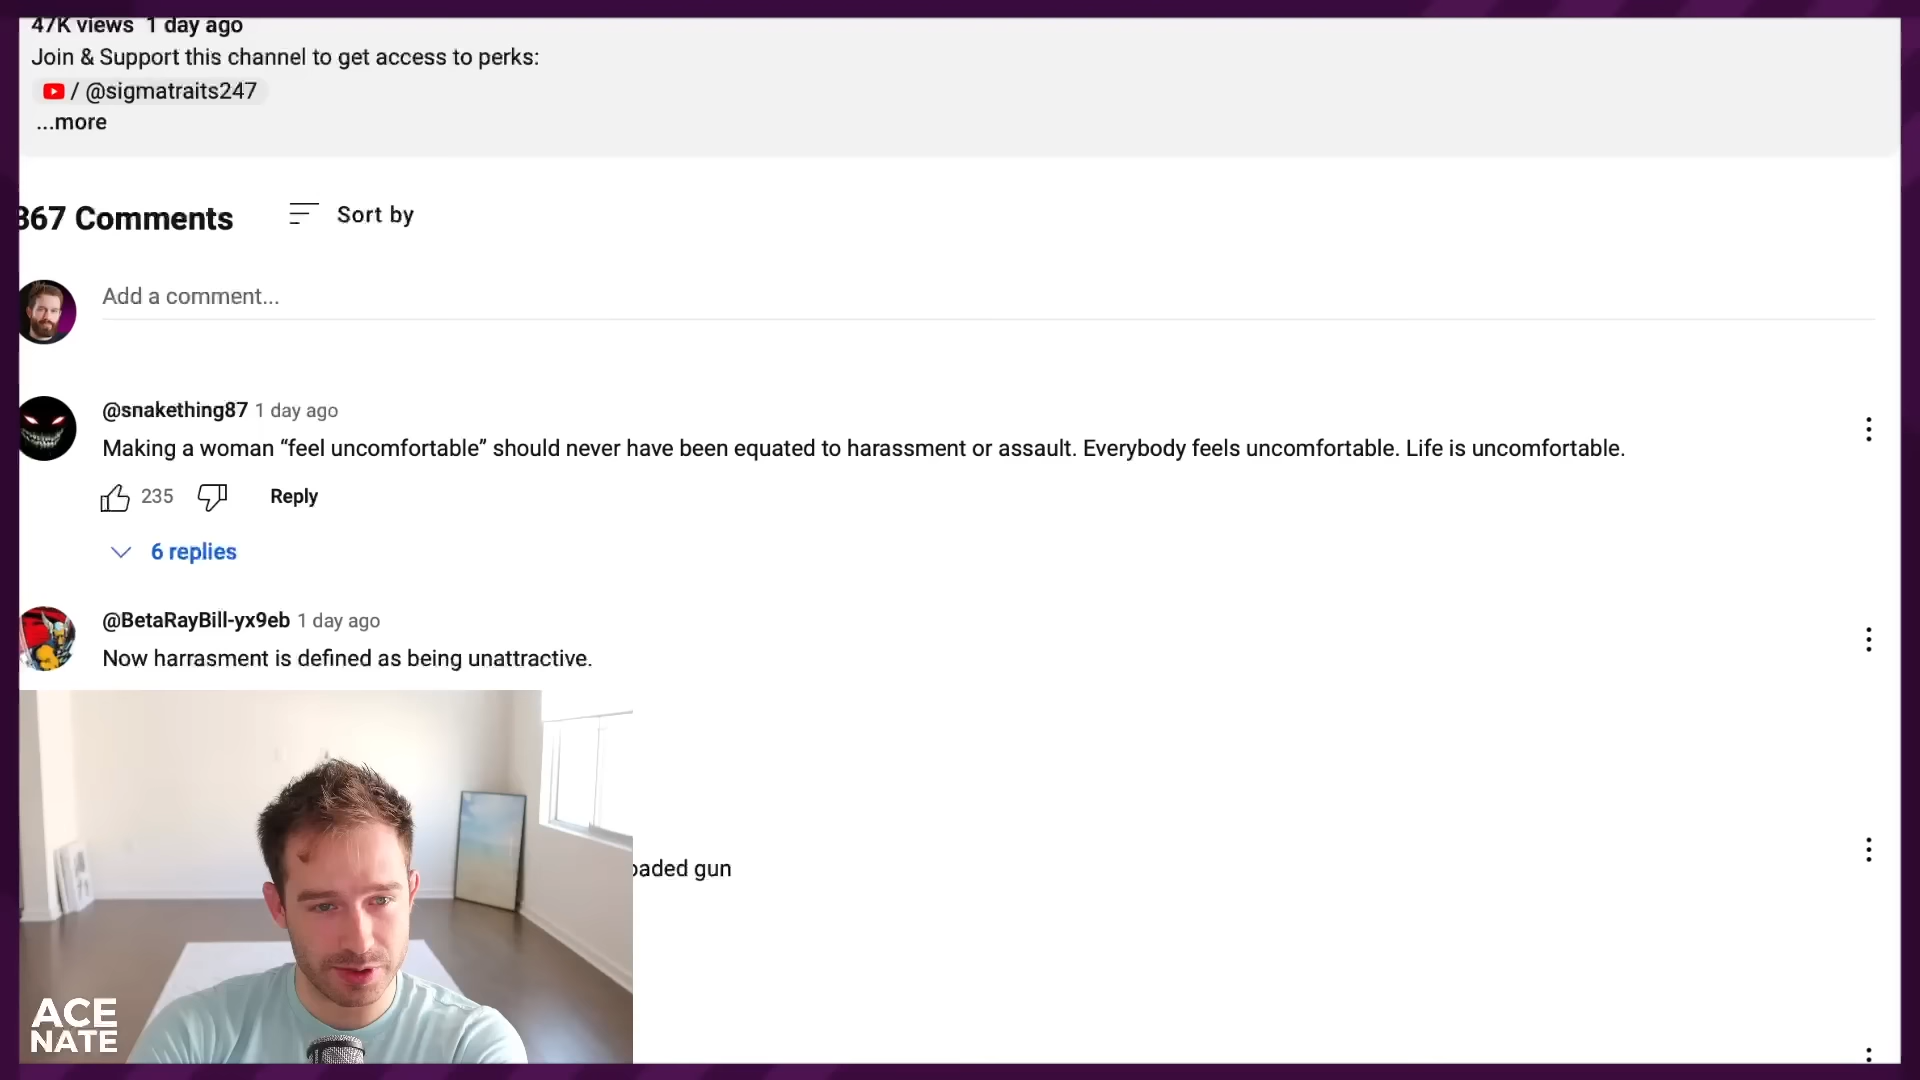 47K views 1 day ago
Join & Support this channel to get access to perks:
/ @sigmatraits247
...more
867 Comments
Sort by
Add a comment...
@snakething87 1 day ago
Making a woman “feel uncomfortable” should never have been equated to harassment or assault. Everybody feels uncomfortable. Life is uncomfortable.
235
Reply
6 replies
@BetaRayBill-yx9eb 1 day ago
Now harrasment is defined as being unattractive.
gun
ACE
NATE